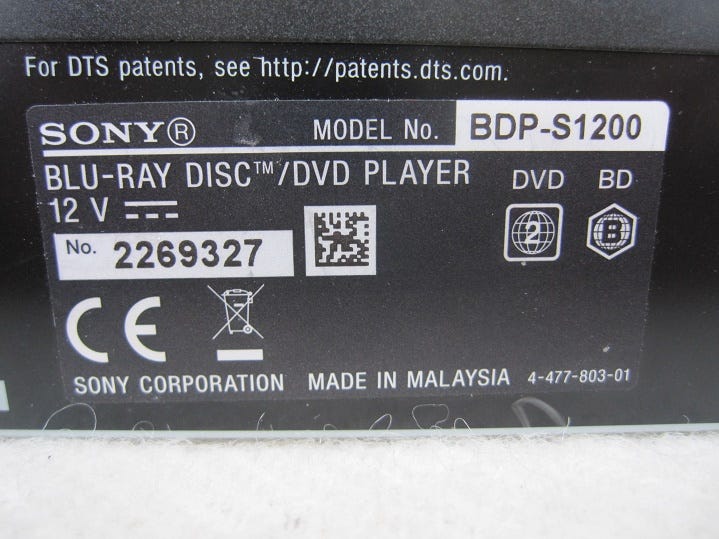 For DTS patents, see http://patents.dts.com.
SONY® MODEL No. BDP-S1200
BLU-RAY DISC™/DVD PLAYER DVD BD
12 V ⎓
2 B
No. 2269327
CE
SONY CORPORATION MADE IN MALAYSIA 4-477-803-01